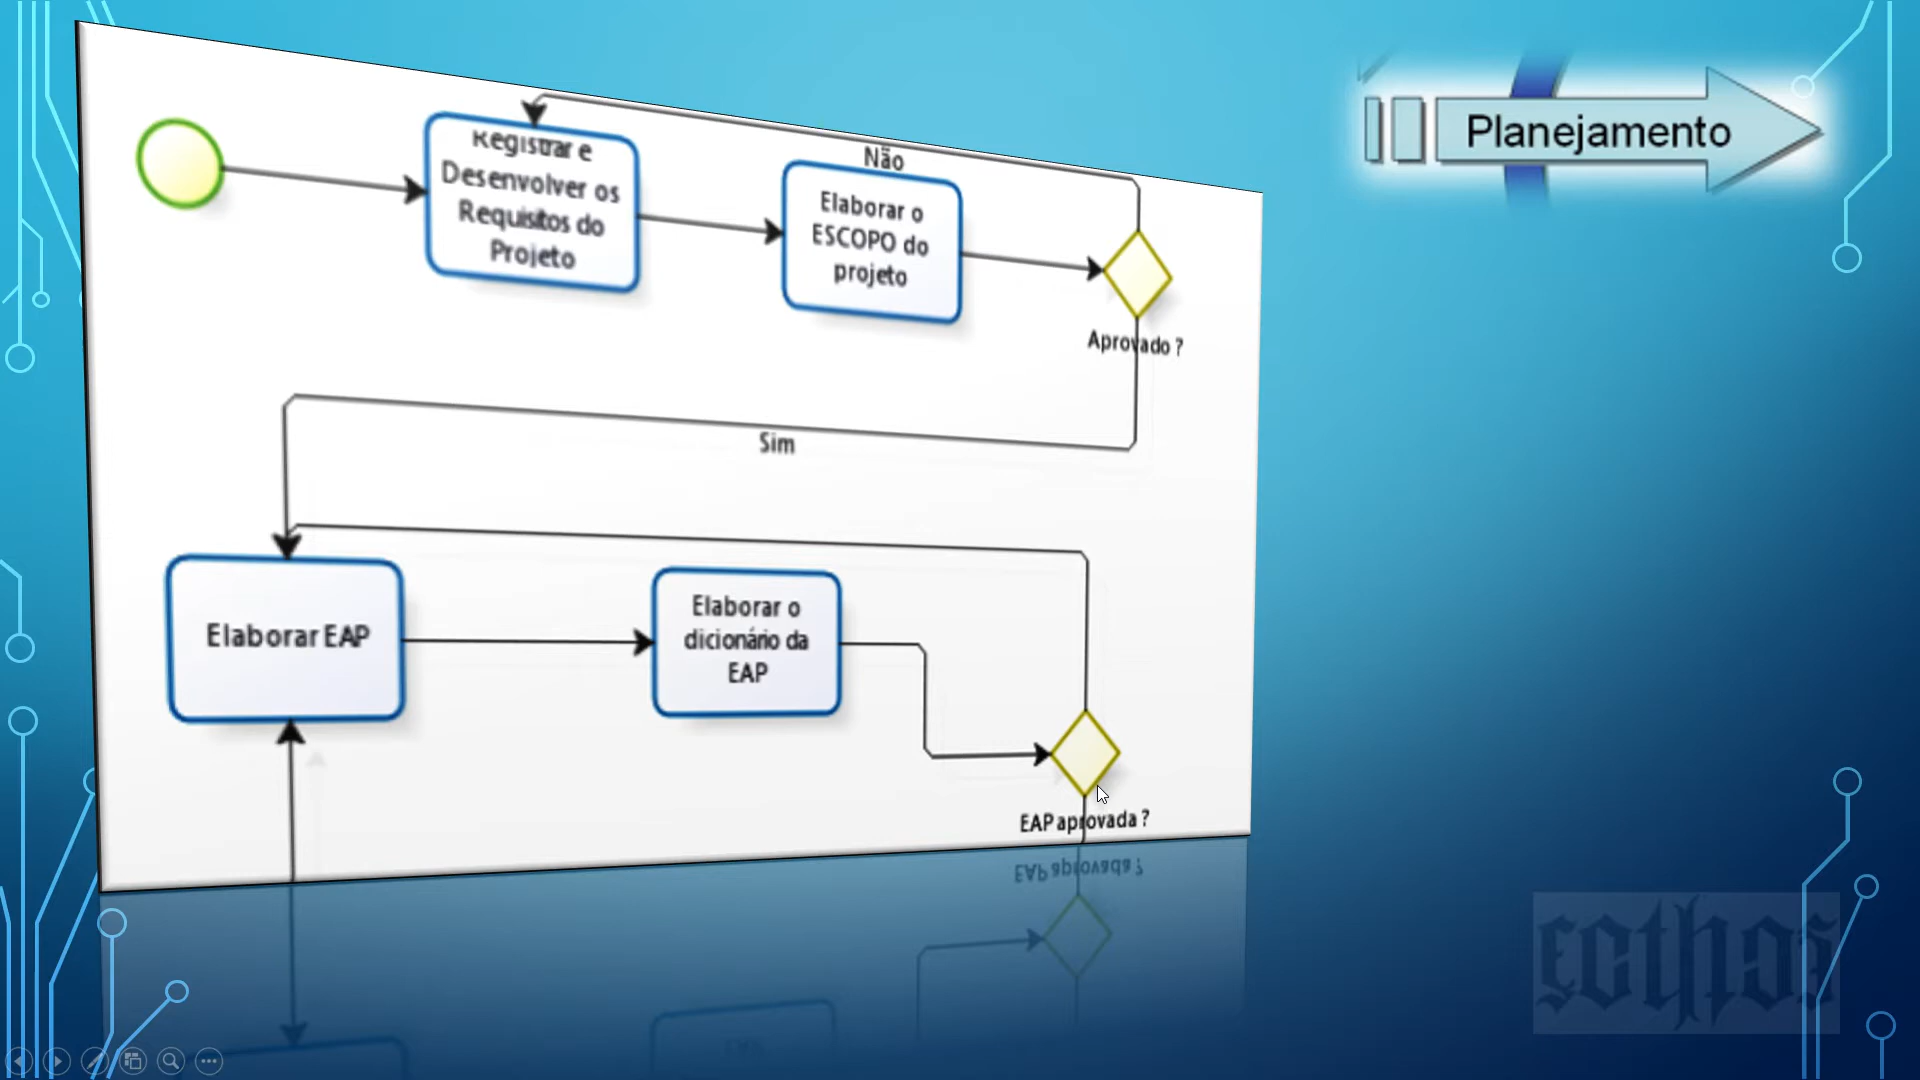 Planejamento
Registrar e
Desenvolver os
Requisitos do
Projeto
Não
Elaborar o
ESCOPO do
projeto
Aprovado ?
Sim
Elaborar EAP
Elaborar o
dicionário da
EAP
EAP aprovada ?